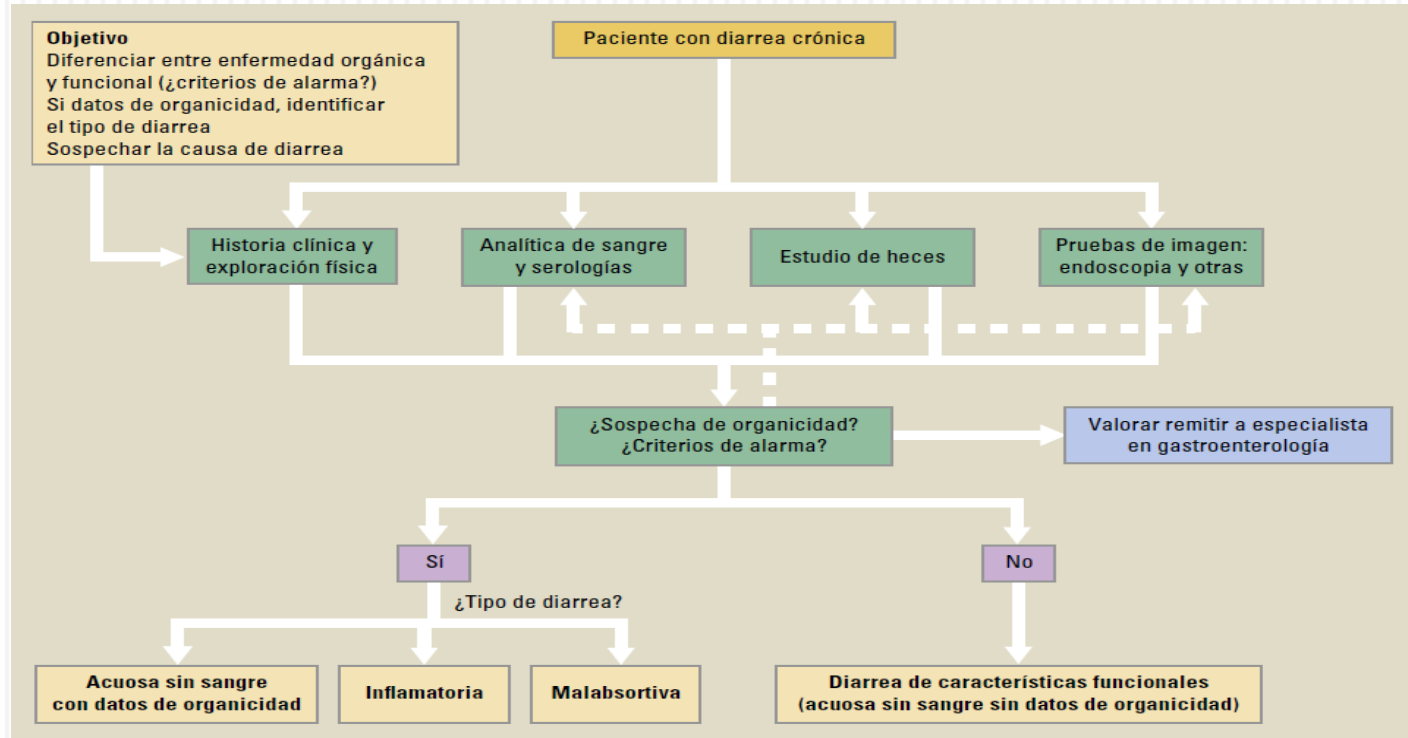 Objetivo
Diferenciar entre enfermedad orgánica
y funcional (¿criterios de alarma?)
Si datos de organicidad, identificar
el tipo de diarrea
Sospechar la causa de diarrea
Paciente con diarrea crónica
Historia clínica y
exploración física
Analítica de sangre
y serologías
Estudio de heces
Pruebas de imagen:
endoscopia y otras
¿Sospecha de organicidad?
¿Criterios de alarma?
Valorar remitir a especialista
en gastroenterología
Sí
No
¿Tipo de diarrea?
Acuosa sin sangre
con datos de organicidad
Inflamatoria
Malabsortiva
Diarrea de características funcionales
(acuosa sin sangre sin datos de organicidad)